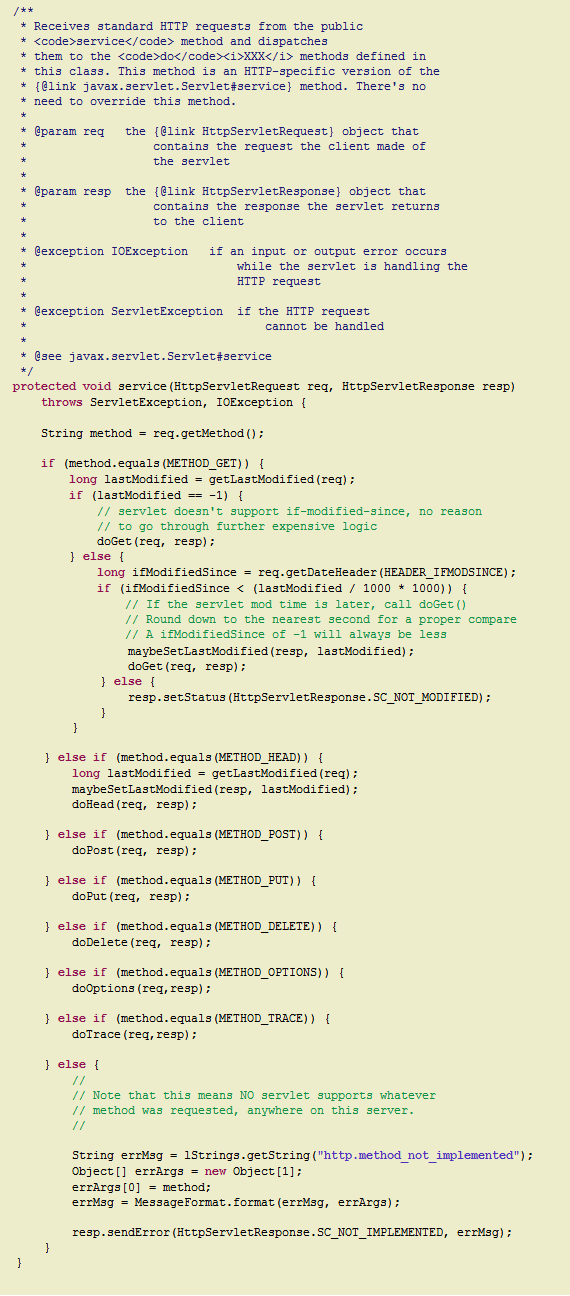 /**
 * Receives standard HTTP requests from the public
 * <code>service</code> method and dispatches
 * them to the <code>do</code><i>XXX</i> methods defined in
 * this class. This method is an HTTP-specific version of the
 * {@link javax.servlet.Servlet#service} method. There's no
 * need to override this method.
 *
 * @param req   the {@link HttpServletRequest} object that
 *                  contains the request the client made of
 *                  the servlet
 *
 * @param resp  the {@link HttpServletResponse} object that
 *                  contains the response the servlet returns
 *                  to the client
 *
 * @exception IOException   if an input or output error occurs
 *                              while the servlet is handling the
 *                              HTTP request
 *
 * @exception ServletException  if the HTTP request
 *                                  cannot be handled
 *
 * @see javax.servlet.Servlet#service
 */
protected void service(HttpServletRequest req, HttpServletResponse resp)
    throws ServletException, IOException {

    String method = req.getMethod();

    if (method.equals(METHOD_GET)) {
        long lastModified = getLastModified(req);
        if (lastModified == -1) {
            // servlet doesn't support if-modified-since, no reason
            // to go through further expensive logic
            doGet(req, resp);
        } else {
            long ifModifiedSince = req.getDateHeader(HEADER_IFMODSINCE);
            if (ifModifiedSince < (lastModified / 1000 * 1000)) {
                // If the servlet mod time is later, call doGet()
                // Round down to the nearest second for a proper compare
                // A ifModifiedSince of -1 will always be less
                maybeSetLastModified(resp, lastModified);
                doGet(req, resp);
            } else {
                resp.setStatus(HttpServletResponse.SC_NOT_MODIFIED);
            }
        }

    } else if (method.equals(METHOD_HEAD)) {
        long lastModified = getLastModified(req);
        maybeSetLastModified(resp, lastModified);
        doHead(req, resp);

    } else if (method.equals(METHOD_POST)) {
        doPost(req, resp);

    } else if (method.equals(METHOD_PUT)) {
        doPut(req, resp);

    } else if (method.equals(METHOD_DELETE)) {
        doDelete(req, resp);

    } else if (method.equals(METHOD_OPTIONS)) {
        doOptions(req,resp);

    } else if (method.equals(METHOD_TRACE)) {
        doTrace(req,resp);

    } else {
        //
        // Note that this means NO servlet supports whatever
        // method was requested, anywhere on this server.
        //

        String errMsg = lStrings.getString("http.method_not_implemented");
        Object[] errArgs = new Object[1];
        errArgs[0] = method;
        errMsg = MessageFormat.format(errMsg, errArgs);

        resp.sendError(HttpServletResponse.SC_NOT_IMPLEMENTED, errMsg);
    }
}